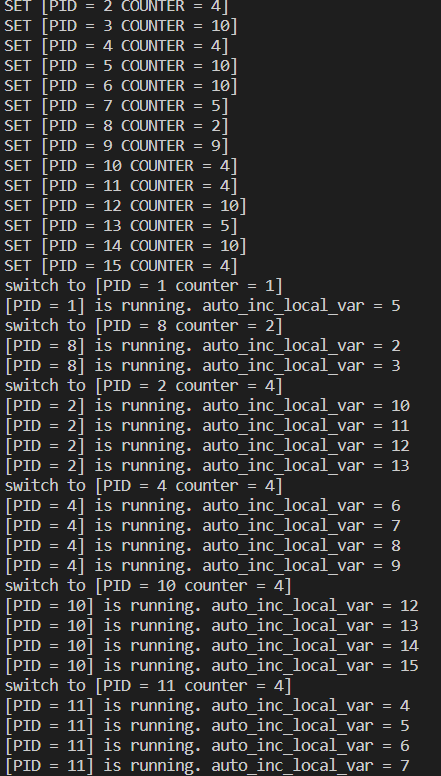 SET [PID = 2 COUNTER = 4]
SET [PID = 3 COUNTER = 10]
SET [PID = 4 COUNTER = 4]
SET [PID = 5 COUNTER = 10]
SET [PID = 6 COUNTER = 10]
SET [PID = 7 COUNTER = 5]
SET [PID = 8 COUNTER = 2]
SET [PID = 9 COUNTER = 9]
SET [PID = 10 COUNTER = 4]
SET [PID = 11 COUNTER = 4]
SET [PID = 12 COUNTER = 10]
SET [PID = 13 COUNTER = 5]
SET [PID = 14 COUNTER = 10]
SET [PID = 15 COUNTER = 4]
switch to [PID = 1 counter = 1]
[PID = 1] is running. auto_inc_local_var = 5
switch to [PID = 8 counter = 2]
[PID = 8] is running. auto_inc_local_var = 2
[PID = 8] is running. auto_inc_local_var = 3
switch to [PID = 2 counter = 4]
[PID = 2] is running. auto_inc_local_var = 10
[PID = 2] is running. auto_inc_local_var = 11
[PID = 2] is running. auto_inc_local_var = 12
[PID = 2] is running. auto_inc_local_var = 13
switch to [PID = 4 counter = 4]
[PID = 4] is running. auto_inc_local_var = 6
[PID = 4] is running. auto_inc_local_var = 7
[PID = 4] is running. auto_inc_local_var = 8
[PID = 4] is running. auto_inc_local_var = 9
switch to [PID = 10 counter = 4]
[PID = 10] is running. auto_inc_local_var = 12
[PID = 10] is running. auto_inc_local_var = 13
[PID = 10] is running. auto_inc_local_var = 14
[PID = 10] is running. auto_inc_local_var = 15
switch to [PID = 11 counter = 4]
[PID = 11] is running. auto_inc_local_var = 4
[PID = 11] is running. auto_inc_local_var = 5
[PID = 11] is running. auto_inc_local_var = 6
[PID = 11] is running. auto_inc_local_var = 7